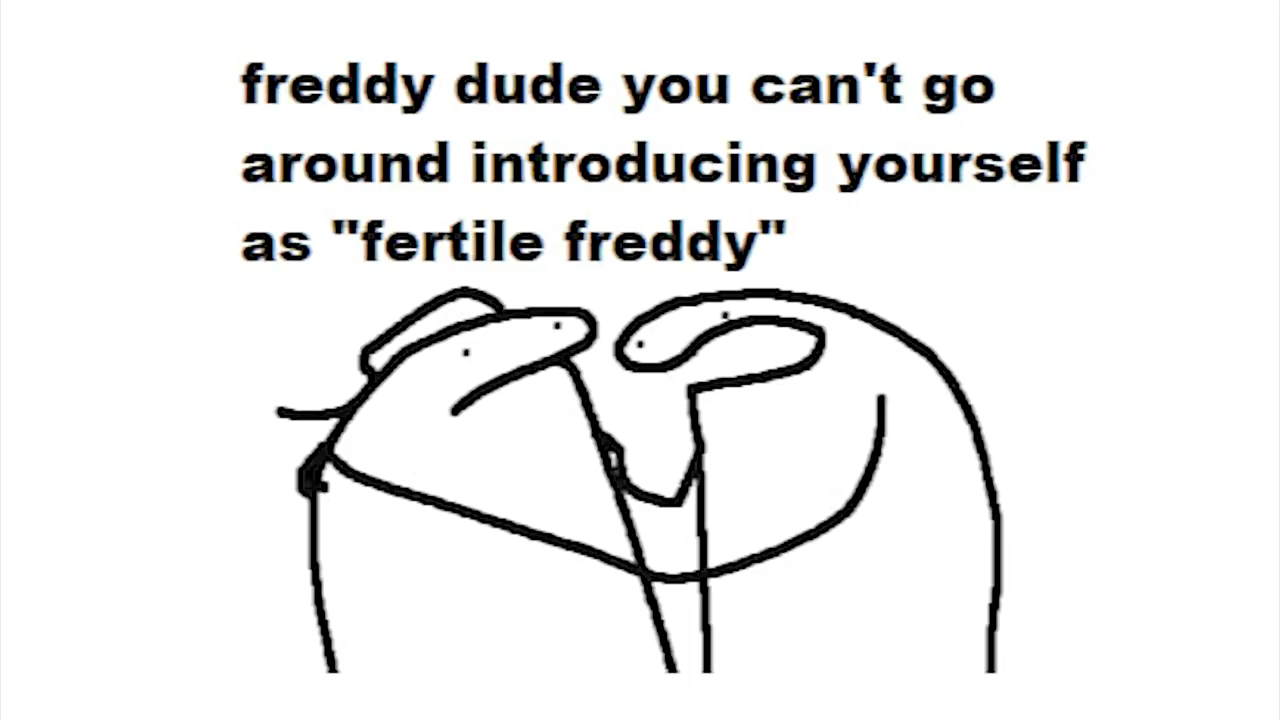 freddy dude you can't go
around introducing yourself
as "fertile freddy"